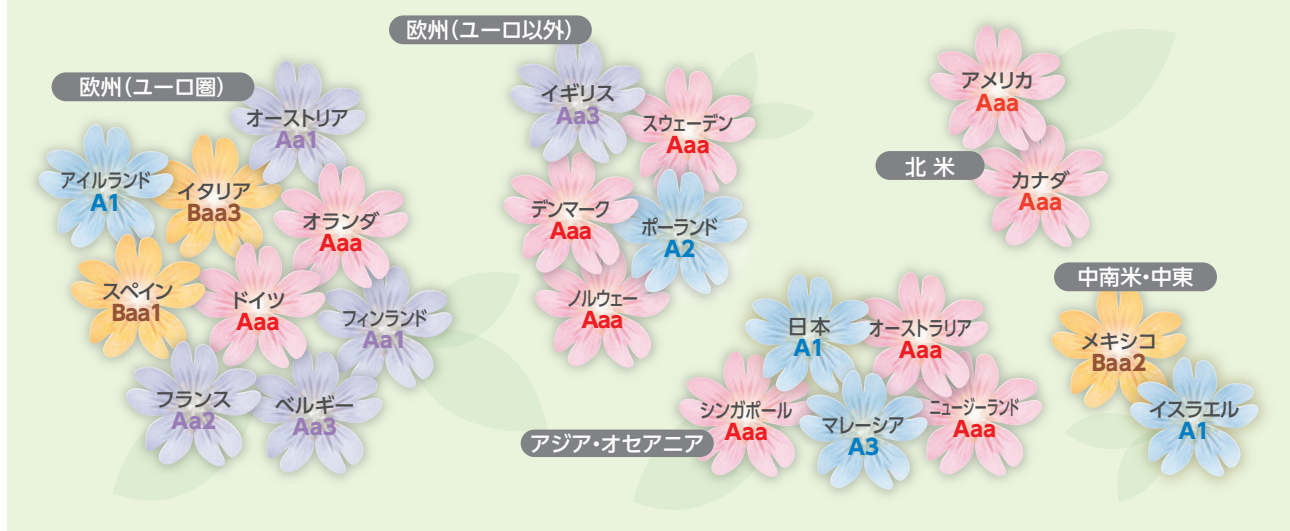 欧州(ユーロ圏)
オーストリア
Aa1
アイルランド
A1
イタリア
Baa3
オランダ
Aaa
スペイン
Baa1
ドイツ
Aaa
フィンランド
Aa1
フランス
Aa2
ベルギー
Aa3
欧州(ユーロ以外)
イギリス
Aa3
スウェーデン
Aaa
デンマーク
Aaa
ポーランド
A2
ノルウェー
Aaa
北米
アメリカ
Aaa
カナダ
Aaa
アジア・オセアニア
日本
A1
オーストラリア
Aaa
シンガポール
Aaa
マレーシア
A3
ニュージーランド
Aaa
中南米・中東
メキシコ
Baa2
イスラエル
A1